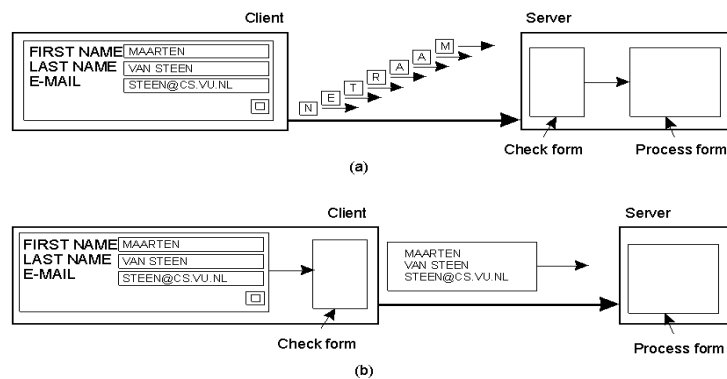 Client
Server
FIRST NAME MAARTEN
LAST NAME VAN STEEN
E-MAIL STEEN@CS.VU.NL
N E T R A A M
Check form
Process form
(a)
Client
Server
FIRST NAME MAARTEN
LAST NAME VAN STEEN
E-MAIL STEEN@CS.VU.NL
MAARTEN
VAN STEEN
STEEN@CS.VU.NL
Check form
Process form
(b)